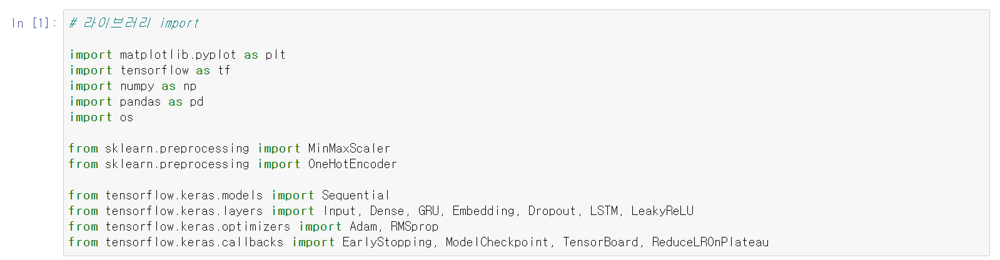 In [1]:
# 라이브러리 import
import matplotlib.pyplot as plt
import tensorflow as tf
import numpy as np
import pandas as pd
import os
from sklearn.preprocessing import MinMaxScaler
from sklearn.preprocessing import OneHotEncoder
from tensorflow.keras.models import Sequential
from tensorflow.keras.layers import Input, Dense, GRU, Embedding, Dropout, LSTM, LeakyReLU
from tensorflow.keras.optimizers import Adam, RMSprop
from tensorflow.keras.callbacks import EarlyStopping, ModelCheckpoint, TensorBoard, ReduceLROnPlateau